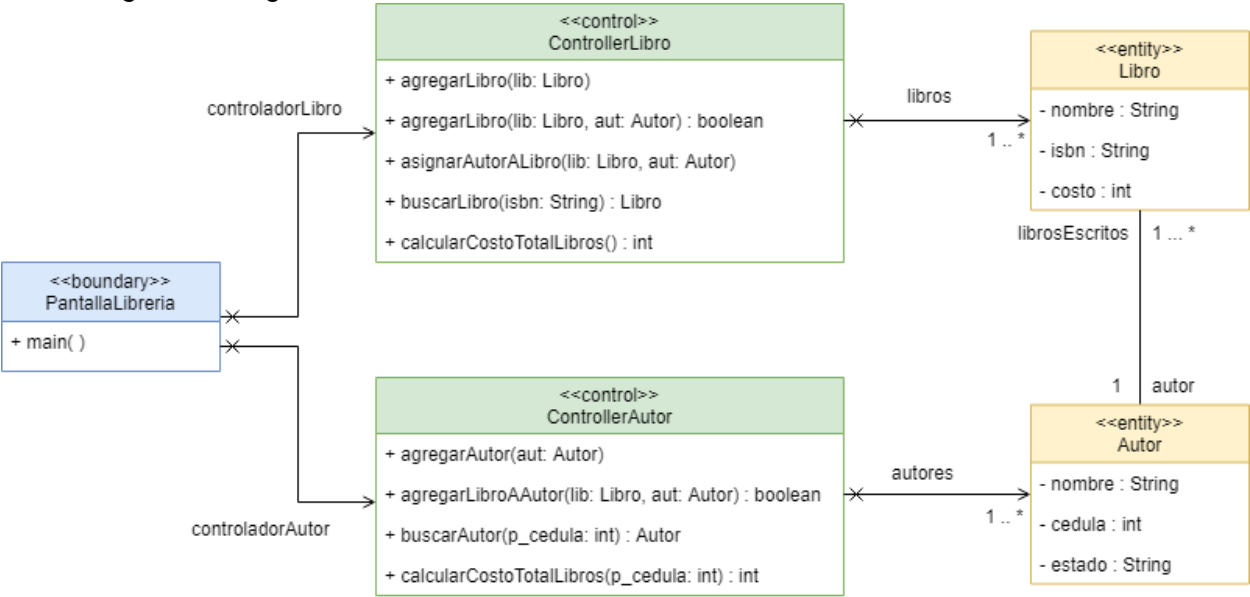 <<control>>
ControllerLibro
+ agregarLibro(lib: Libro)
+ agregarLibro(lib: Libro, aut: Autor) : boolean
+ asignarAutorALibro(lib: Libro, aut: Autor)
+ buscarLibro(isbn: String) : Libro
+ calcularCostoTotalLibros() : int
controladorLibro
libros
1 .. *
<<entity>>
Libro
- nombre : String
- isbn : String
- costo : int
librosEscritos
1 ... *
<<boundary>>
PantallaLibreria
+ main( )
1
autor
<<control>>
ControllerAutor
+ agregarAutor(aut: Autor)
+ agregarLibroAAutor(lib: Libro, aut: Autor) : boolean
+ buscarAutor(p_cedula: int) : Autor
+ calcularCostoTotalLibros(p_cedula: int) : int
controladorAutor
autores
1 .. *
<<entity>>
Autor
- nombre : String
- cedula : int
- estado : String